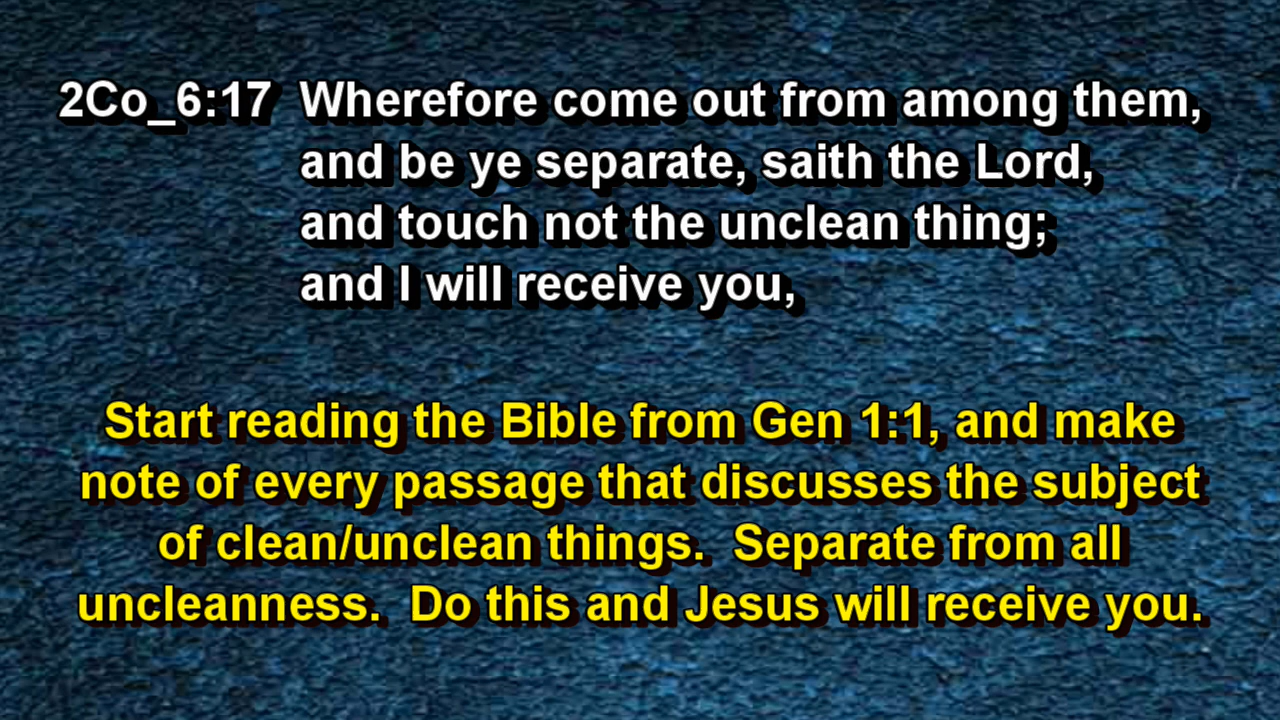 2Co_6:17 Wherefore come out from among them,
and be ye separate, saith the Lord,
and touch not the unclean thing;
and I will receive you,
Start reading the Bible from Gen 1:1, and make
note of every passage that discusses the subject
of clean/unclean things. Separate from all
uncleanness. Do this and Jesus will receive you.